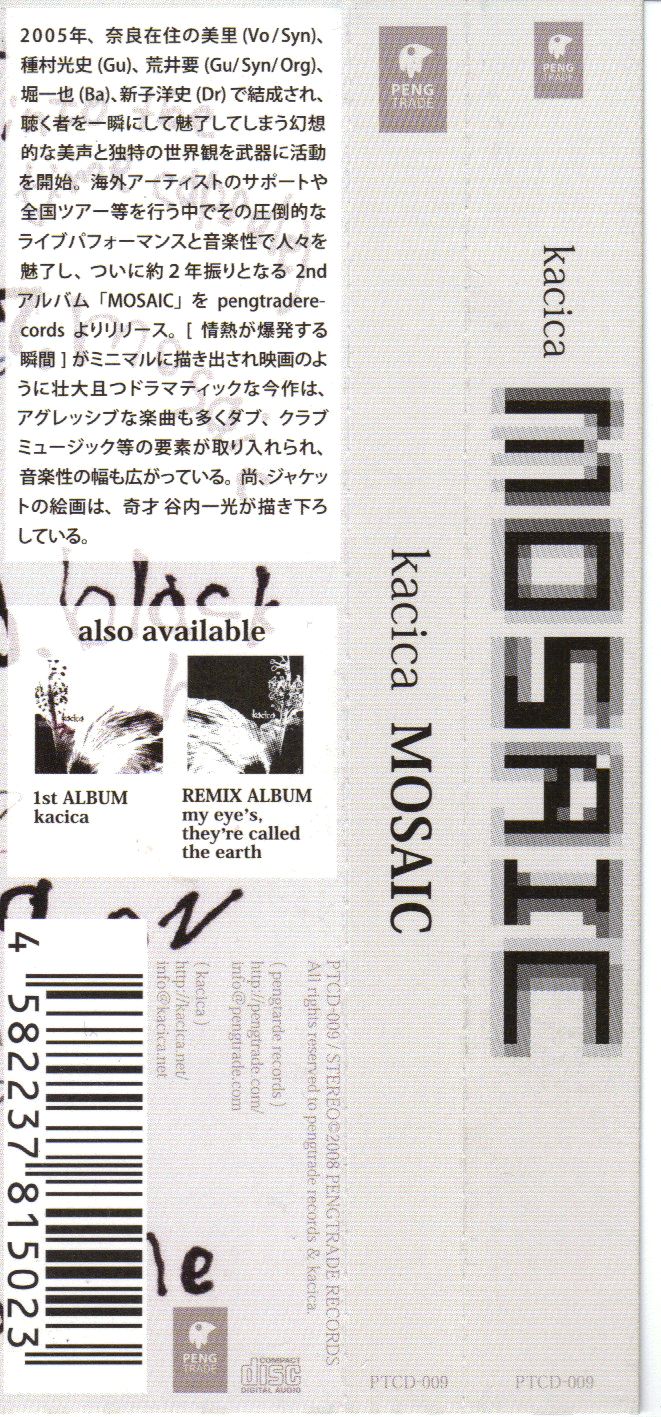 2005年、奈良在住の美里(Vo/Syn)、
種村光史(Gu)、荒井要(Gu/Syn/Org)、
堀一也(Ba)、新子洋史(Dr)で結成され、
聴く者を一瞬にして魅了してしまう幻想
的な美声と独特の世界観を武器に活動
を開始。海外アーティストのサポートや
全国ツアー等を行う中でその圧倒的な
ライブパフォーマンスと音楽性で人々を
魅了し、ついに約2年振りとなる 2nd
アルバム「MOSAIC」を pengtradere-
cords よりリリース。[ 情熱が爆発する
瞬間 ] がミニマルに描き出され映画のよ
うに壮大且つドラマティックな今作は、
アグレッシブな楽曲も多くダブ、クラブ
ミュージック等の要素が取り入れられ、
音楽性の幅も広がっている。尚、ジャケッ
トの絵画は、奇才 谷内一光が描き下ろ
している。
black
also available
kacica
kacica
1st ALBUM
kacica
REMIX ALBUM
my eye's,
they're called
the earth
4 582237 815023
( kacica )
http://kacica.net/
info@kacica.net
( pengtarde records )
http://pengtrade.com/
info@pengtrade.com
PTCD-009 / STEREO©2008 PENGTRADE RECORDS
All rights reserved to pengtrade records & kacica.
le
PENG
TRADE
COMPACT
disc
DIGITAL AUDIO
PENG
TRADE
kacica MOSAIC
PTCD-009
PENG
TRADE
kacica
MOSAIC
PTCD-009